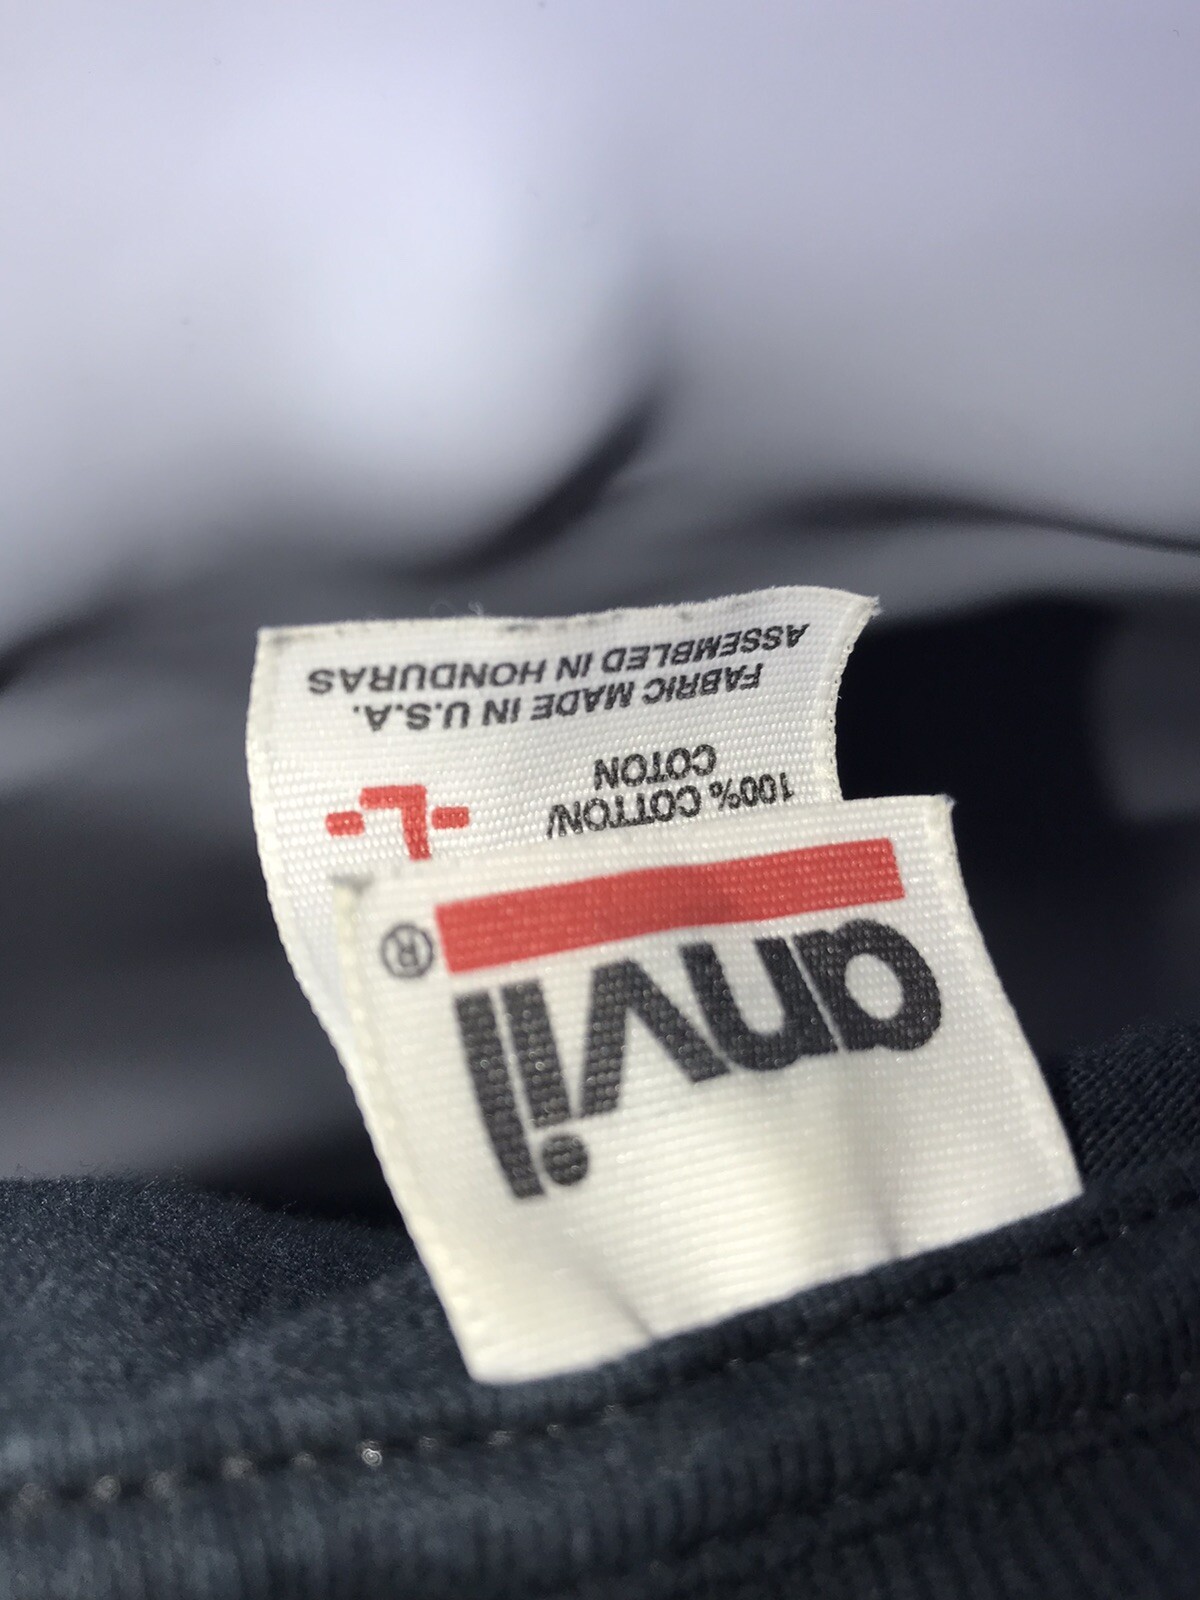 anvil®
100% COTTON/
COTON
-L-
FABRIC MADE IN U.S.A.
ASSEMBLED IN HONDURAS